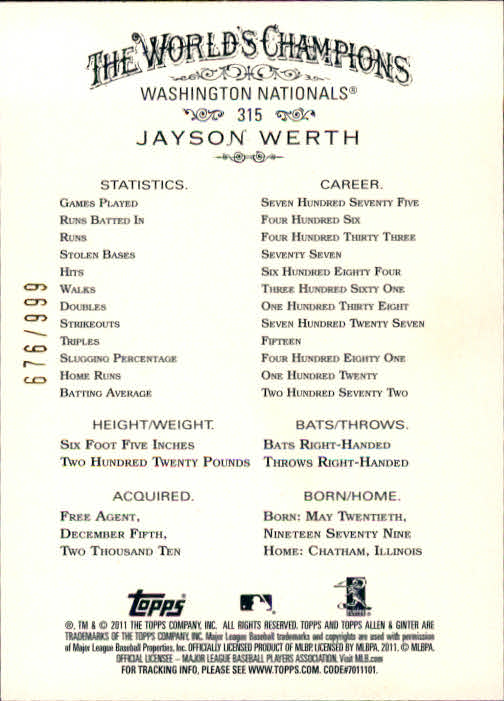 THE WORLD'S CHAMPIONS
WASHINGTON NATIONALS®
315
JAYSON WERTH
STATISTICS. CAREER.
GAMES PLAYED SEVEN HUNDRED SEVENTY FIVE
RUNS BATTED IN FOUR HUNDRED SIX
RUNS FOUR HUNDRED THIRTY THREE
STOLEN BASES SEVENTY SEVEN
HITS SIX HUNDRED EIGHTY FOUR
WALKS THREE HUNDRED SIXTY ONE
DOUBLES ONE HUNDRED THIRTY EIGHT
STRIKEOUTS SEVEN HUNDRED TWENTY SEVEN
TRIPLES FIFTEEN
SLUGGING PERCENTAGE FOUR HUNDRED EIGHTY ONE
HOME RUNS ONE HUNDRED TWENTY
BATTING AVERAGE TWO HUNDRED SEVENTY TWO
676/999
HEIGHT/WEIGHT. BATS/THROWS.
SIX FOOT FIVE INCHES BATS RIGHT-HANDED
TWO HUNDRED TWENTY POUNDS THROWS RIGHT-HANDED
ACQUIRED. BORN/HOME.
FREE AGENT, BORN: MAY TWENTIETH,
DECEMBER FIFTH, NINETEEN SEVENTY NINE
TWO THOUSAND TEN HOME: CHATHAM, ILLINOIS
Topps
®, TM & © 2011 THE TOPPS COMPANY, INC. ALL RIGHTS RESERVED. TOPPS AND TOPPS ALLEN & GINTER ARE
TRADEMARKS OF THE TOPPS COMPANY, INC. Major League Baseball trademarks and copyrights are used with permission
of Major League Baseball Properties, Inc. OFFICIALLY LICENSED PRODUCT OF MLBP. LICENSED BY MLBPA, 2011. © MLBPA.
OFFICIAL LICENSEE – MAJOR LEAGUE BASEBALL PLAYERS ASSOCIATION. Visit MLB.com
FOR TRACKING INFO, PLEASE SEE WWW.TOPPS.COM. CODE#7011101.